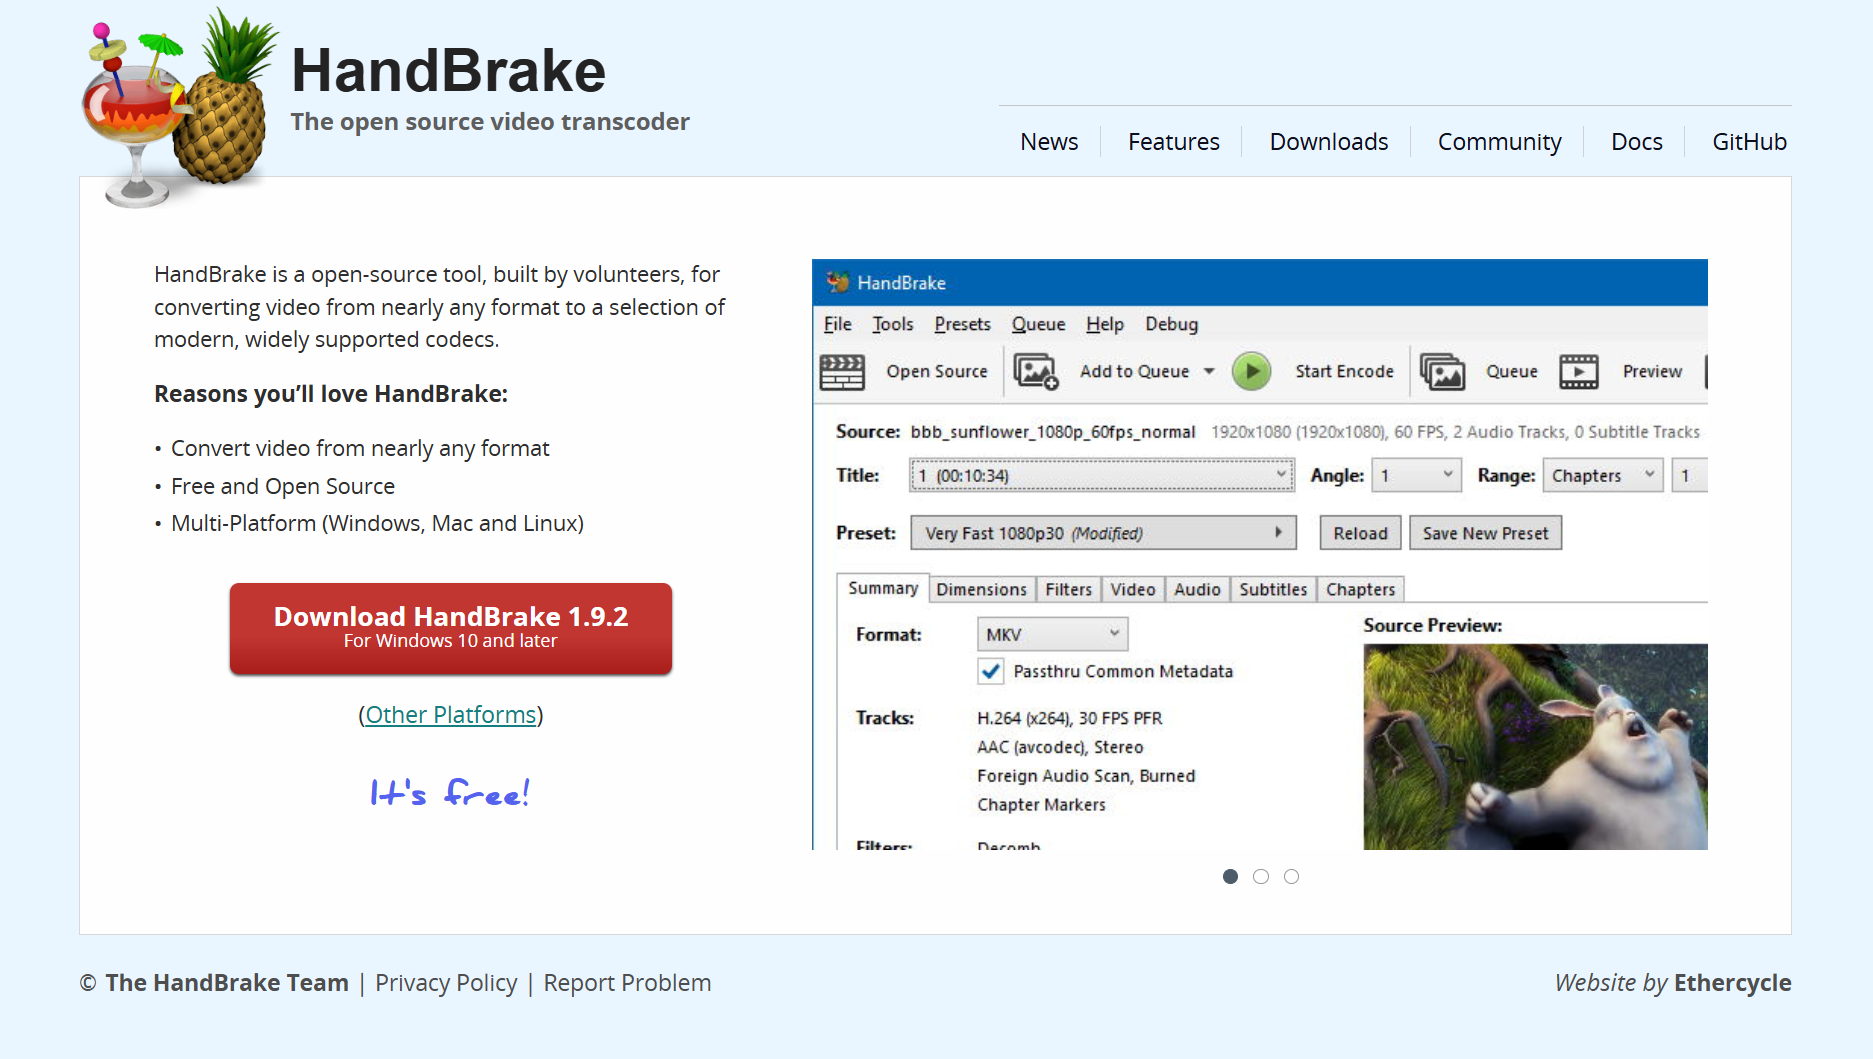 HandBrake
The open source video transcoder
News
Features
Downloads
Community
Docs
GitHub
HandBrake is a open-source tool, built by volunteers, for
converting video from nearly any format to a selection of
modern, widely supported codecs.
Reasons you’ll love HandBrake:
• Convert video from nearly any format
• Free and Open Source
• Multi-Platform (Windows, Mac and Linux)
Download HandBrake 1.9.2
For Windows 10 and later
(Other Platforms)
It's free!
HandBrake
File Tools Presets Queue Help Debug
Open Source Add to Queue Start Encode Queue Preview
Source: bbb_sunflower_1080p_60fps_normal 1920x1080 (1920x1080), 60 FPS, 2 Audio Tracks, 0 Subtitle Tracks
Title: 1 (00:10:34) Angle: 1 Range: Chapters 1
Preset: Very Fast 1080p30 (Modified) Reload Save New Preset
Summary Dimensions Filters Video Audio Subtitles Chapters
Format: MKV
Passthru Common Metadata
Tracks: H.264 (x264), 30 FPS PFR
AAC (avcodec), Stereo
Foreign Audio Scan, Burned
Chapter Markers
Filters: Decomb
Source Preview:
© The HandBrake Team | Privacy Policy | Report Problem
Website by Ethercycle